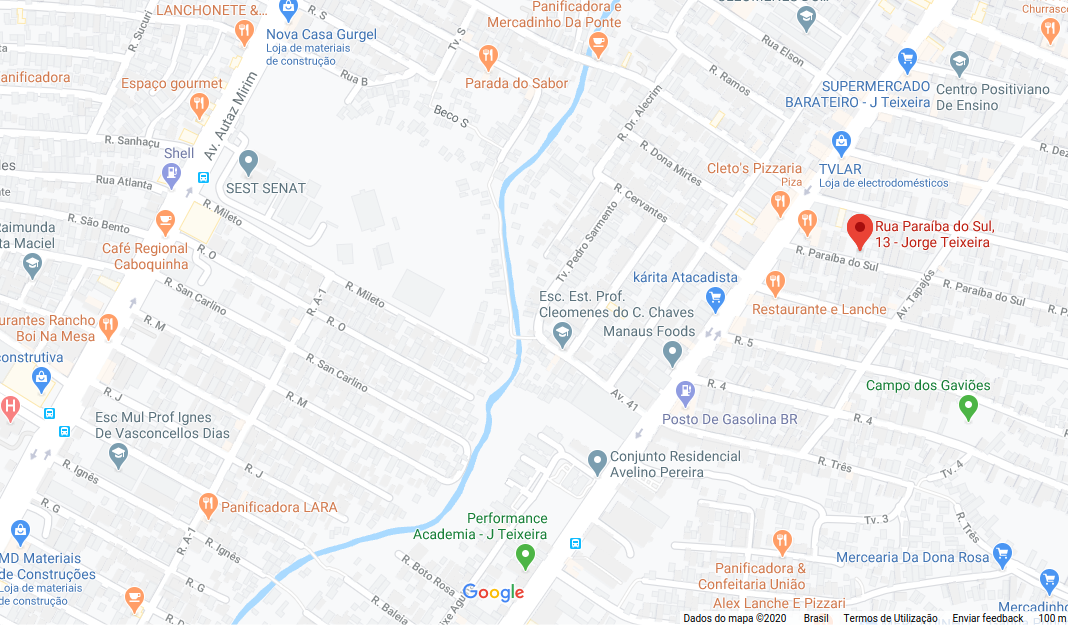 LANCHONETE &...
R. S
Panificadora e
Mercadinho Da Ponte
Churrasco
R. Sucuri
Nova Casa Gurgel
Loja de materiais
de construção
Tv. S
Rua Elson
anificadora
Espaço gourmet
Rua B
Parada do Sabor
R. Ramos
SUPERMERCADO
BARATEIRO - J Teixeira
Centro Positiviano
De Ensino
Av. Autaz Mirim
Beco S
R. Dr. Alecrim
R. Sanhaçu
Shell
R. Dona Mirtes
Cleto's Pizzaria
Piza
TVLAR
Loja de electrodomésticos
R. Dez
Rua Atlanta
SEST SENAT
R. Cervantes
R. Mileto
R. São Bento
Raimunda
ta Maciel
Café Regional
Caboquinha
R. O
Tv. Pedro Sarmento
Rua Paraíba do Sul,
13 - Jorge Teixeira
R. Paraíba do Sul
kárita Atacadista
Av. Tapajós
R. San Carlino
R. A-1
R. Mileto
Esc. Est. Prof.
Cleomenes do C. Chaves
Restaurante e Lanche
R. Paraíba do Sul
R. Pa
urantes Rancho
Boi Na Mesa
R. M
R. O
Manaus Foods
R. 5
construtiva
R. San Carlino
R. J
R. M
Av. 41
R. 4
Campo dos Gaviões
Esc Mul Prof Ignes
De Vasconcellos Dias
Posto De Gasolina BR
R. 4
R. Ignês
R. J
Conjunto Residencial
Avelino Pereira
R. Três
Tv. 4
R. G
Panificadora LARA
Performance
Academia - J Teixeira
Tv. 3
R. Três
R. A-1
R. Ignês
MD Materiais
de Construções
Loja de materiais
de construção
R. G
R. Boto Rosa
Panificadora &
Confeitaria União
Mercearia Da Dona Rosa
Google
R. Baleia
Alex Lanche E Pizzari
Mercadinho
Dados do mapa ©2020 Brasil Termos de Utilização Enviar feedback 100 m